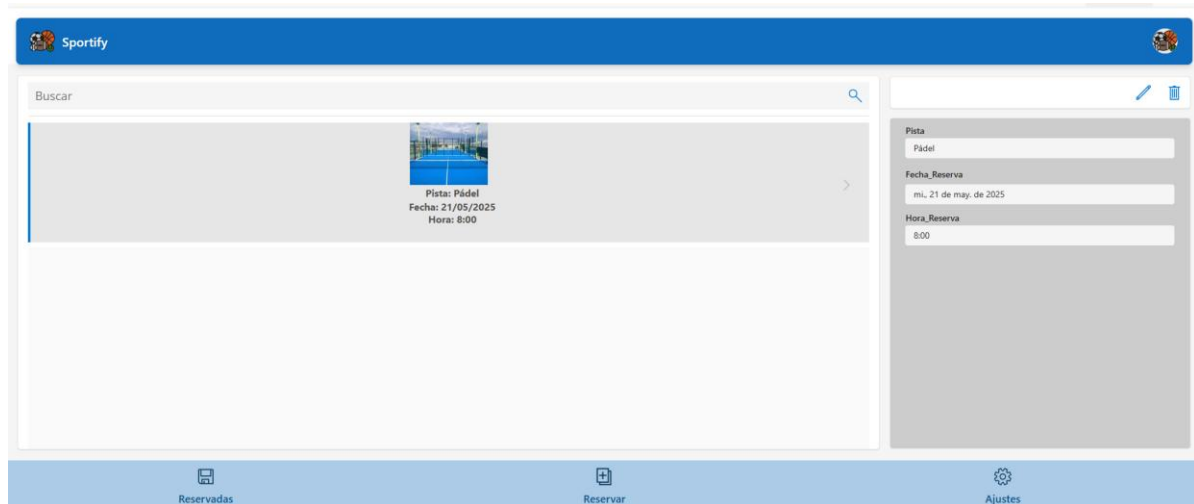 Sportify
Buscar
Pista: Pádel
Fecha: 21/05/2025
Hora: 8:00
Pista
Pádel
Fecha_Reserva
mi., 21 de may. de 2025
Hora_Reserva
8:00
Reservadas
Reservar
Ajustes